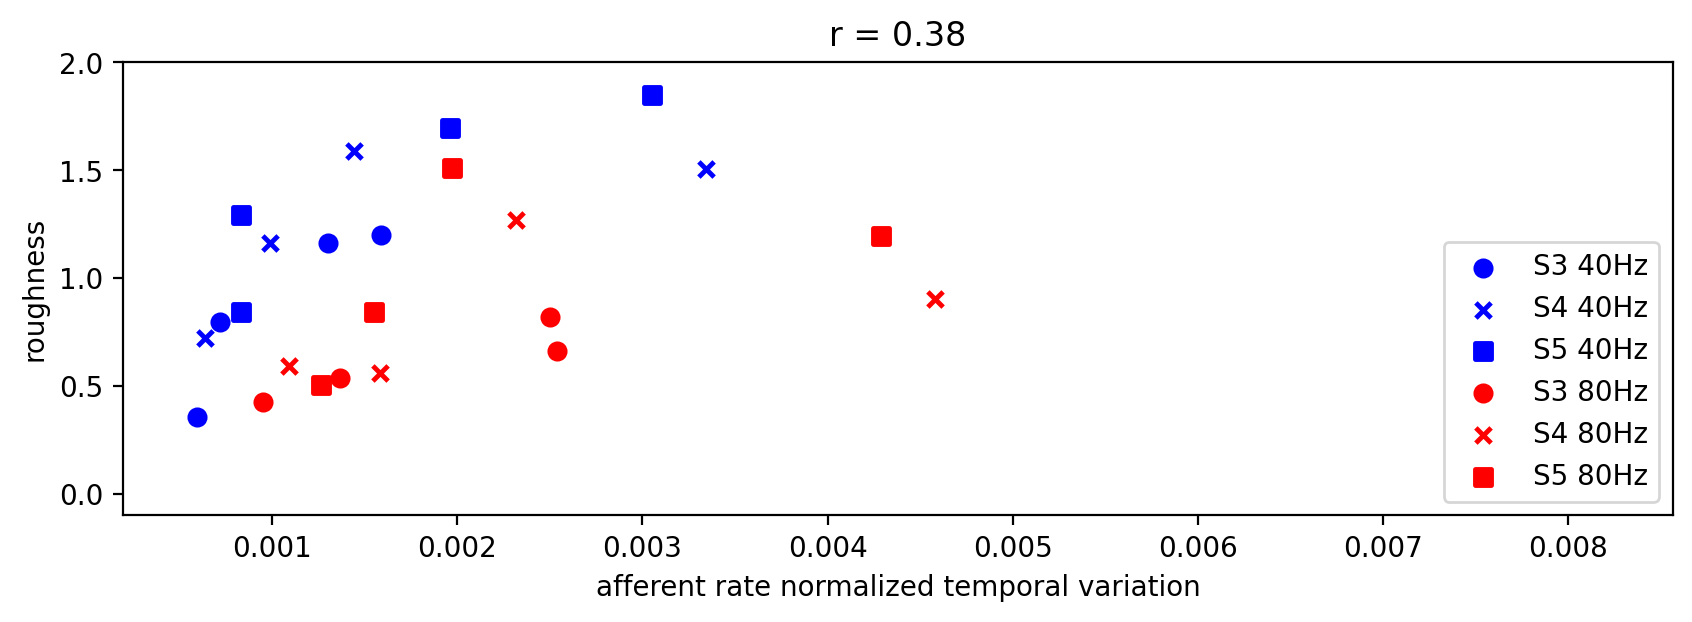 r = 0.38
2.0
1.5
1.0
0.5
0.0
roughness
S3 40Hz
S4 40Hz
S5 40Hz
S3 80Hz
S4 80Hz
S5 80Hz
0.001 0.002 0.003 0.004 0.005 0.006 0.007 0.008
afferent rate normalized temporal variation